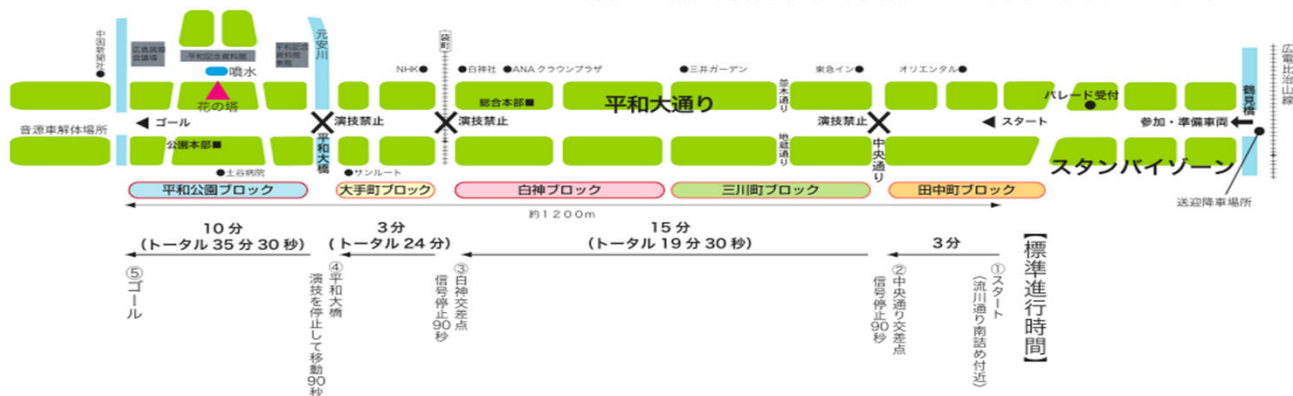 中国新聞社
広島国際
会議場
平和記念資料館
平和記念
資料館
東館
元安川
噴水
花の塔
NHK
袋町
白神社
ANA クラウンプラザ
三井ガーデン
東急イン
オリエンタル
広電比治山線
総合本部
平和大通り
並木通り
パレード受付
鶴見橋
音源車解体場所
ゴール
演技禁止
演技禁止
演技禁止
スタート
参加・準備車両
公園本部
平和大橋
地蔵通り
中央通り
スタンバイゾーン
土谷病院
サンルート
送迎降車場所
平和公園ブロック
大手町ブロック
白神ブロック
三川町ブロック
田中町ブロック
約1200m
10分
(トータル 35 分 30 秒)
3分
(トータル 24 分)
15分
(トータル 19 分 30 秒)
3分
【標準進行時間】
①スタート
(流川通り南詰め付近)
②中央通り交差点
信号停止90秒
③白神交差点
信号停止90秒
④平和大橋
演技を停止して移動90秒
⑤ゴール